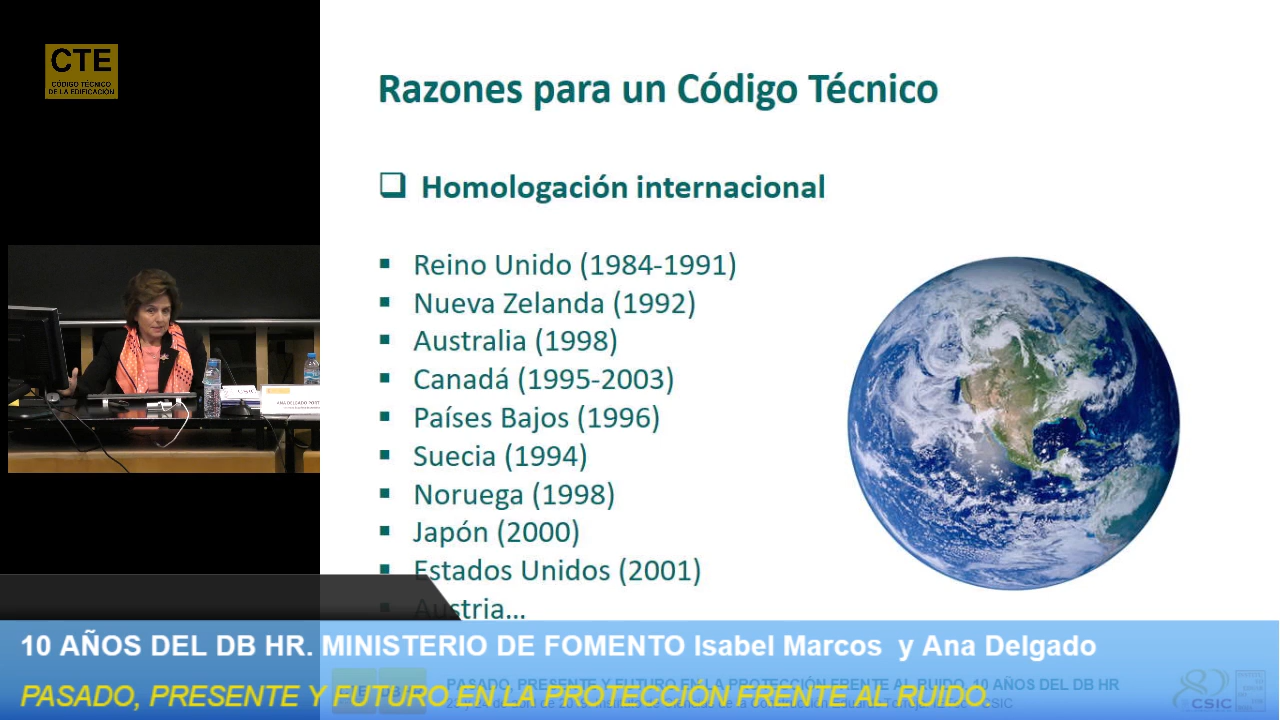 CTE
CÓDIGO TÉCNICO
DE LA EDIFICACIÓN
Razones para un Código Técnico
Homologación internacional
Reino Unido (1984-1991)
Nueva Zelanda (1992)
Australia (1998)
Canadá (1995-2003)
Países Bajos (1996)
Suecia (1994)
Noruega (1998)
Japón (2000)
Estados Unidos (2001)
Austria...
ANA DELGADO
10 AÑOS DEL DB HR. MINISTERIO DE FOMENTO Isabel Marcos y Ana Delgado
PASADO, PRESENTE Y FUTURO EN LA PROTECCIÓN FRENTE AL RUIDO. 10 AÑOS DEL DB HR
PASADO, PRESENTE Y FUTURO EN LA PROTECCIÓN FRENTE AL RUIDO.
CSIC